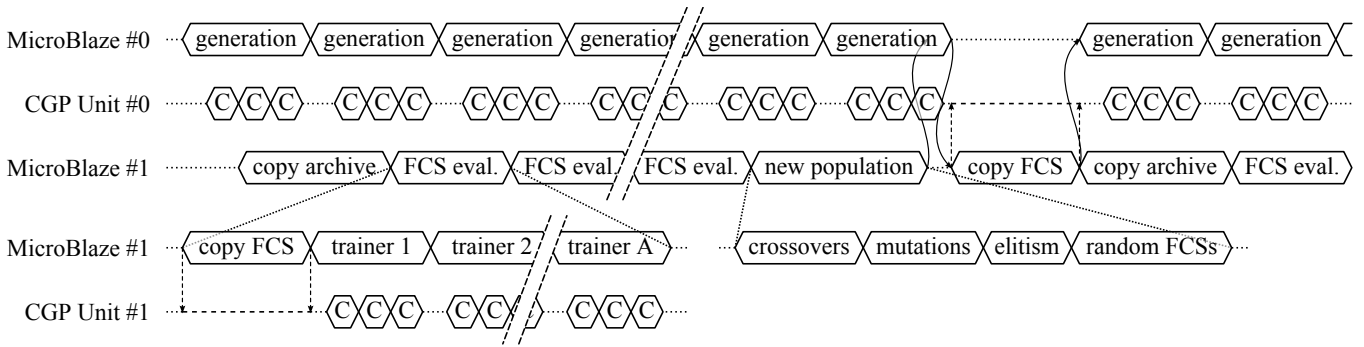 MicroBlaze #0 generation generation generation generation generation generation generation generation
CGP Unit #0 C C C C C C C C C C C C C C C C C C C C C C C C
MicroBlaze #1 copy archive FCS eval. FCS eval. FCS eval. new population copy FCS copy archive FCS eval.
MicroBlaze #1 copy FCS trainer 1 trainer 2 trainer A crossovers mutations elitism random FCSs
CGP Unit #1 C C C C C C C C C